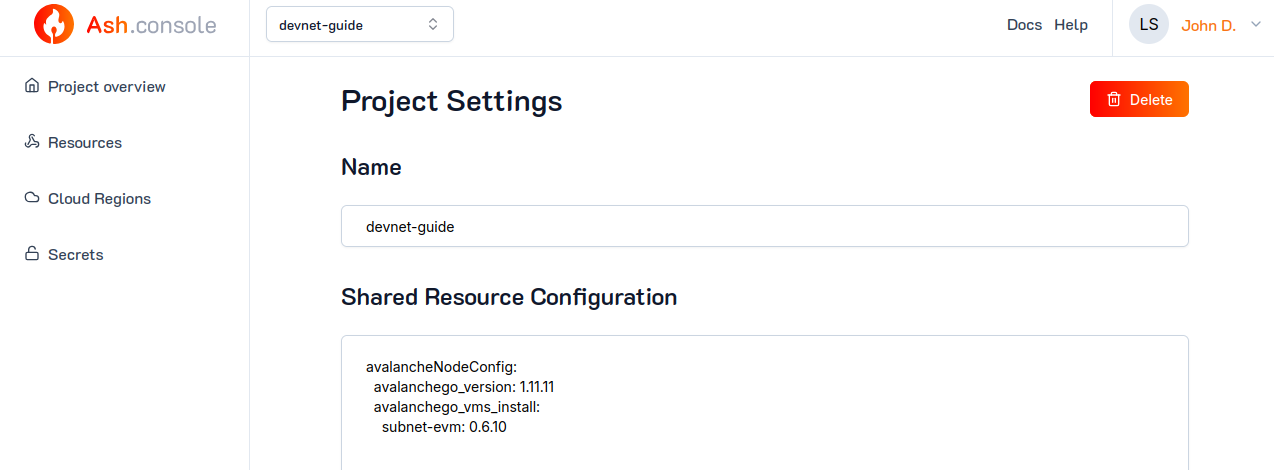 Ash.console
devnet-guide
Docs Help
LS John D.
Project overview
Resources
Cloud Regions
Secrets
Project Settings
Delete
Name
devnet-guide
Shared Resource Configuration
avalancheNodeConfig:
  avalanchego_version: 1.11.11
  avalanchego_vms_install:
    subnet-evm: 0.6.10